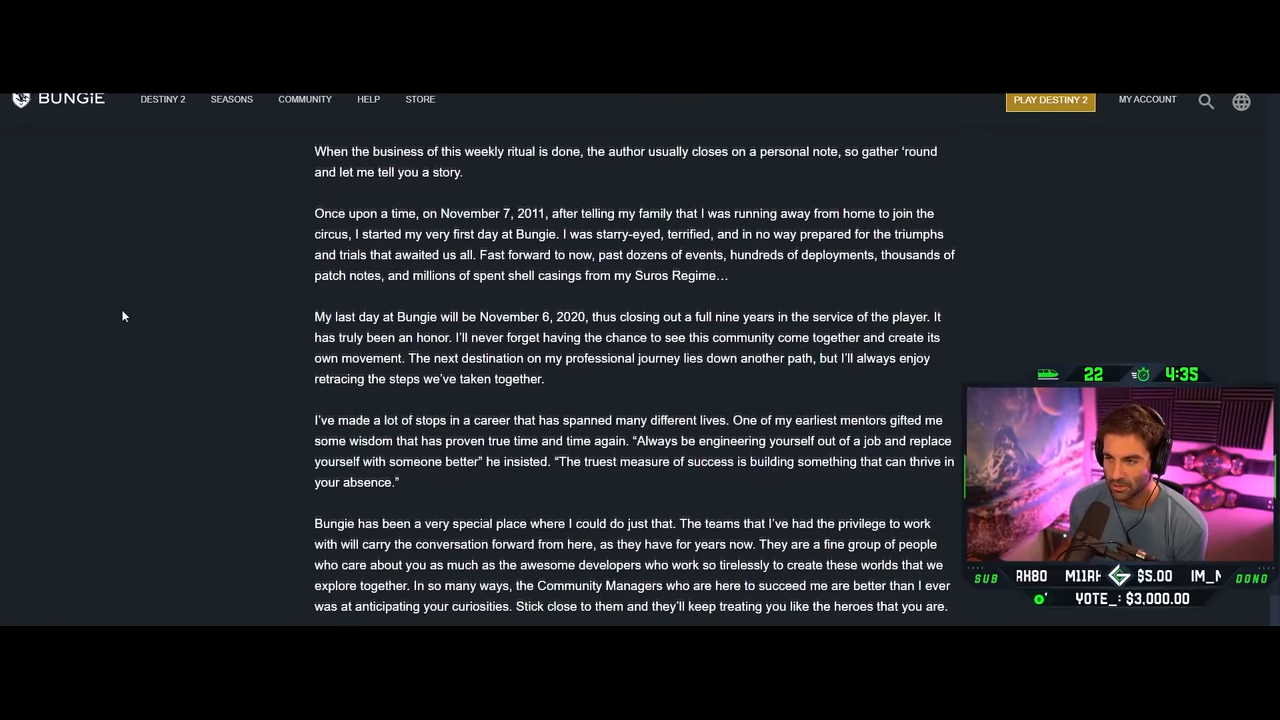 BUNGiE
DESTINY 2 SEASONS COMMUNITY HELP STORE
PLAY DESTINY 2 MY ACCOUNT
When the business of this weekly ritual is done, the author usually closes on a personal note, so gather ‘round
and let me tell you a story.
Once upon a time, on November 7, 2011, after telling my family that I was running away from home to join the
circus, I started my very first day at Bungie. I was starry-eyed, terrified, and in no way prepared for the triumphs
and trials that awaited us all. Fast forward to now, past dozens of events, hundreds of deployments, thousands of
patch notes, and millions of spent shell casings from my Suros Regime…
My last day at Bungie will be November 6, 2020, thus closing out a full nine years in the service of the player. It
has truly been an honor. I’ll never forget having the chance to see this community come together and create its
own movement. The next destination on my professional journey lies down another path, but I’ll always enjoy
retracing the steps we’ve taken together.
I’ve made a lot of stops in a career that has spanned many different lives. One of my earliest mentors gifted me
some wisdom that has proven true time and time again. “Always be engineering yourself out of a job and replace
yourself with someone better” he insisted. “The truest measure of success is building something that can thrive in
your absence.”
Bungie has been a very special place where I could do just that. The teams that I’ve had the privilege to work
with will carry the conversation forward from here, as they have for years now. They are a fine group of people
who care about you as much as the awesome developers who work so tirelessly to create these worlds that we
explore together. In so many ways, the Community Managers who are here to succeed me are better than I ever
was at anticipating your curiosities. Stick close to them and they’ll keep treating you like the heroes that you are.
22 4:35
SUB M11RH $5.00 DONO
YOTE_: $3,000.00